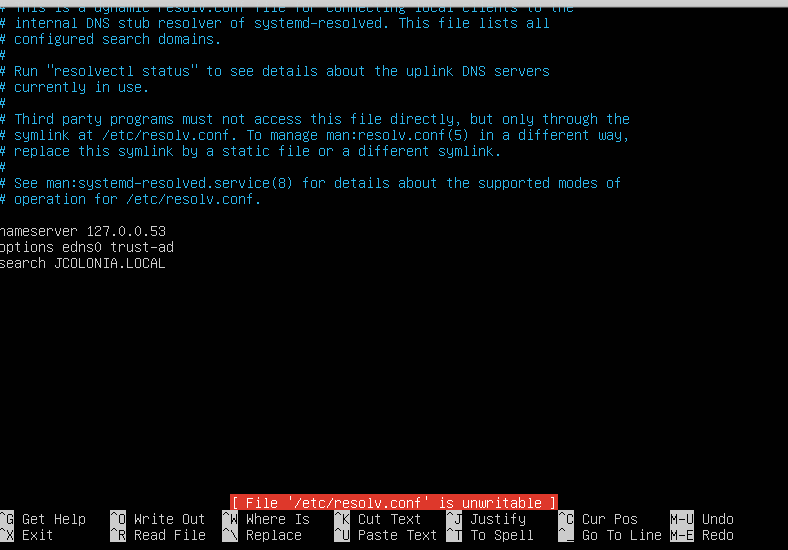 # This is a dynamic resolv.conf file for connecting local clients to the
# internal DNS stub resolver of systemd-resolved. This file lists all
# configured search domains.
#
# Run "resolvectl status" to see details about the uplink DNS servers
# currently in use.
#
# Third party programs must not access this file directly, but only through the
# symlink at /etc/resolv.conf. To manage man:resolv.conf(5) in a different way,
# replace this symlink by a static file or a different symlink.
#
# See man:systemd-resolved.service(8) for details about the supported modes of
# operation for /etc/resolv.conf.
nameserver 127.0.0.53
options edns0 trust-ad
search JCOLONIA.LOCAL
[ File '/etc/resolv.conf' is unwritable ]
^G Get Help ^O Write Out ^W Where Is ^K Cut Text ^J Justify ^C Cur Pos M-U Undo
^X Exit ^R Read File ^\ Replace ^U Paste Text ^T To Spell ^_ Go To Line M-E Redo